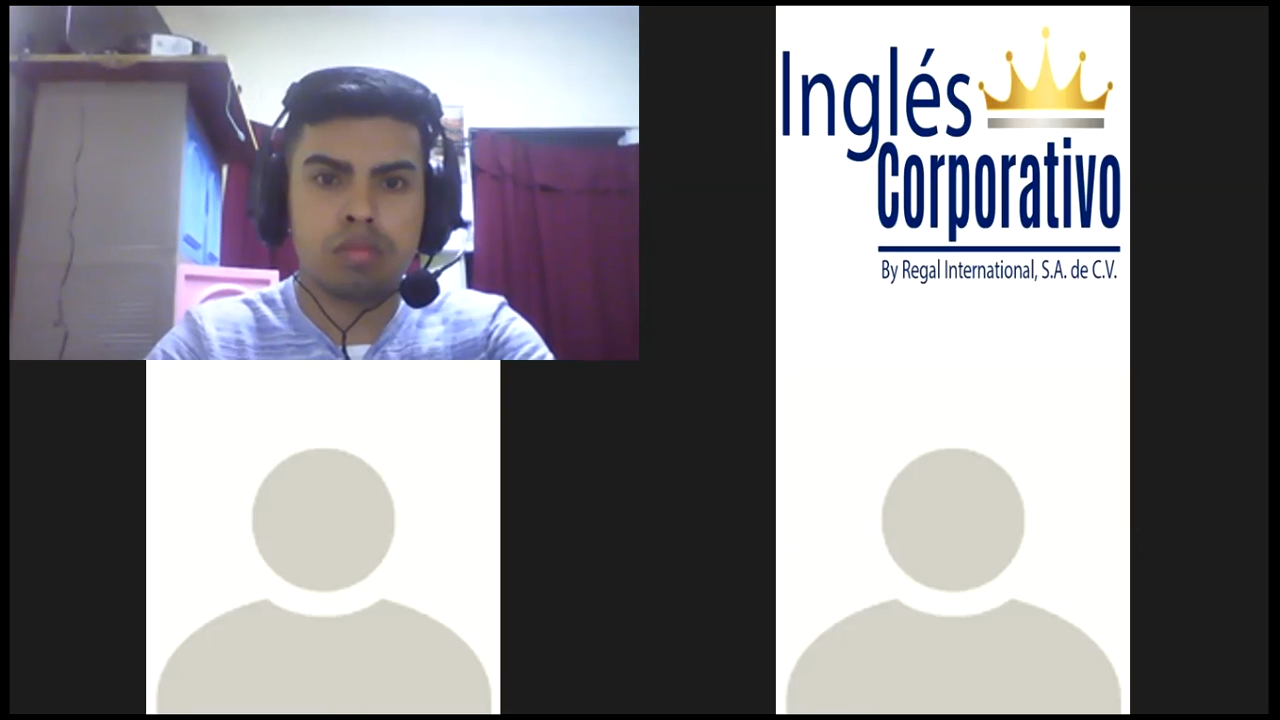 Inglés
Corporativo
By Regal International, S.A. de C.V.